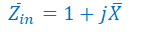 Z̄_in = 1 + jX̄